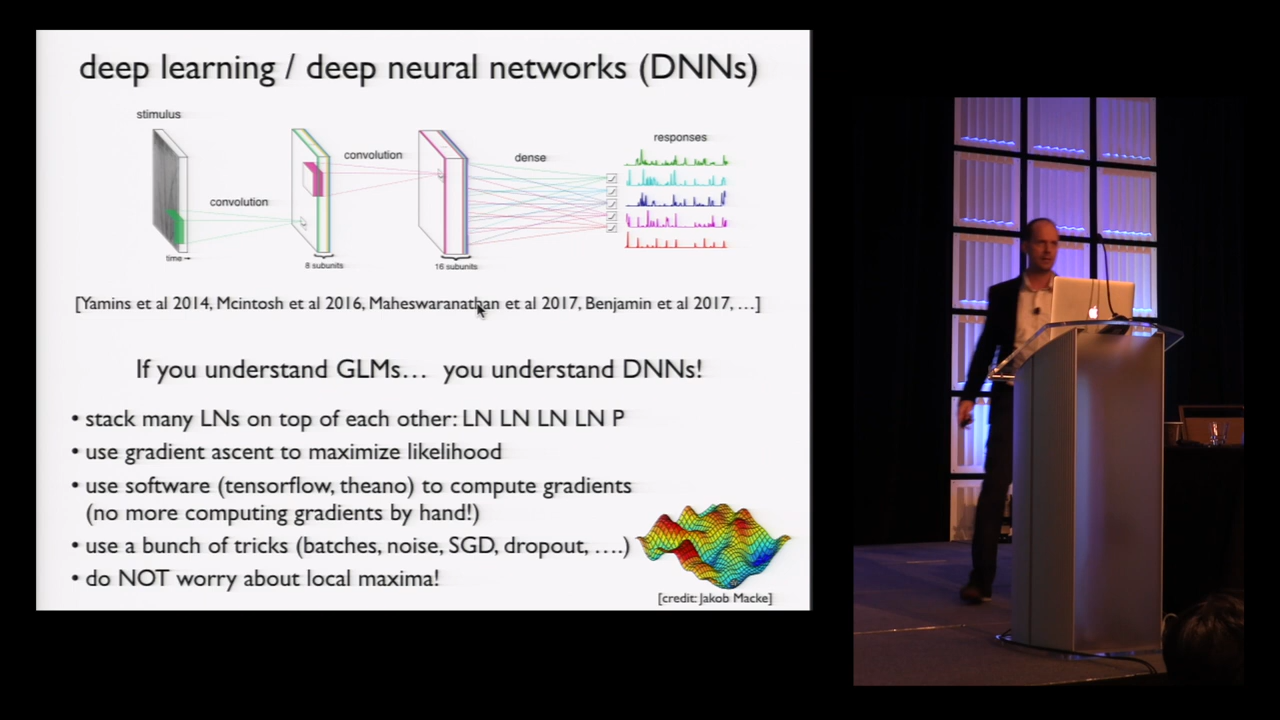 deep learning / deep neural networks (DNNs)
stimulus
convolution
convolution
dense
responses
time→
8 subunits
16 subunits
[Yamins et al 2014, Mcintosh et al 2016, Maheswaranathan et al 2017, Benjamin et al 2017, …]
If you understand GLMs… you understand DNNs!
• stack many LNs on top of each other: LN LN LN LN P
• use gradient ascent to maximize likelihood
• use software (tensorflow, theano) to compute gradients
(no more computing gradients by hand!)
• use a bunch of tricks (batches, noise, SGD, dropout, ….)
• do NOT worry about local maxima!
[credit: Jakob Macke]